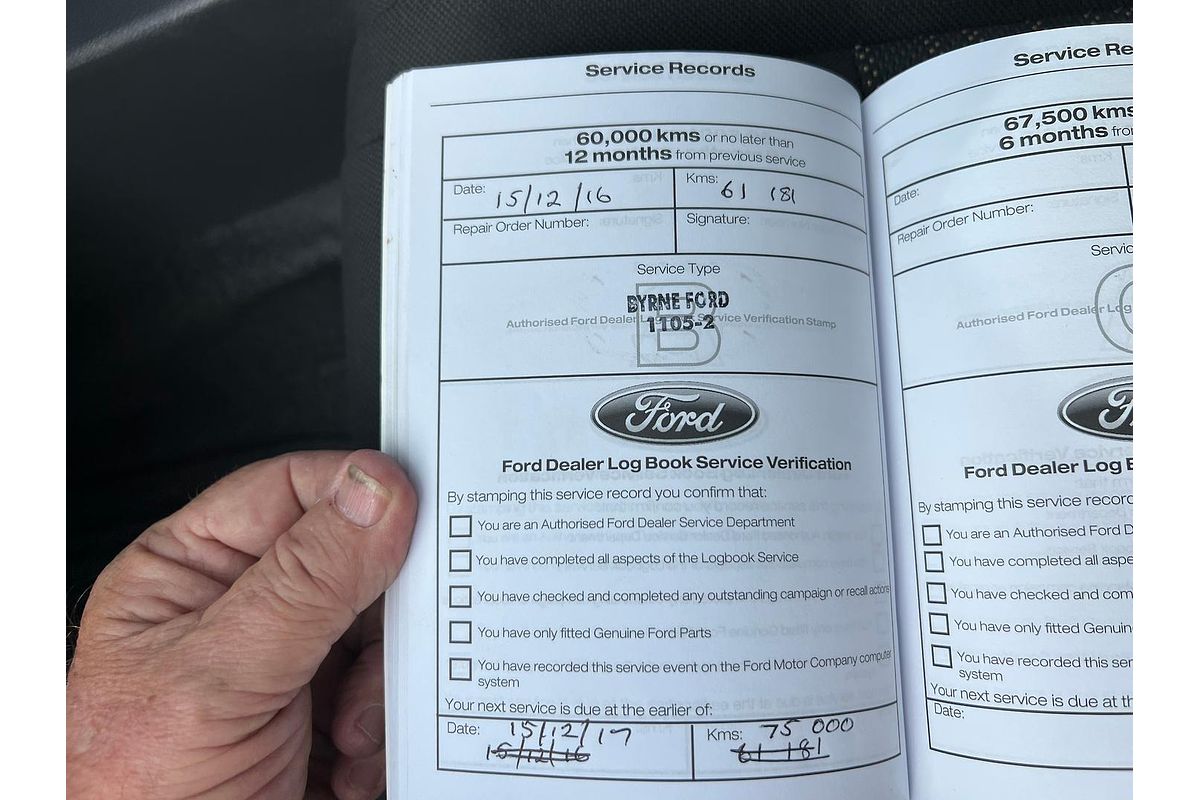 Service Records
60,000 kms or no later than
12 months from previous service
Date: 15/12/16 Kms: 61 181
Repair Order Number: Signature:
Service Type
B
BYRNE FORD
Authorised Ford Dealer Log Book Service Verification Stamp
1T05-2
Ford
Ford Dealer Log Book Service Verification
By stamping this service record you confirm that:
You are an Authorised Ford Dealer Service Department
You have completed all aspects of the Logbook Service
You have checked and completed any outstanding campaign or recall actions
You have only fitted Genuine Ford Parts
You have recorded this service event on the Ford Motor Company computer
system
Your next service is due at the earlier of:
Date: 15/12/17 Kms: 75 000
15/12/16 61 181
Service Re
67,500 kms
6 months fro
Date:
Repair Order Number:
Servic
Authorised Ford Dealer Log
Ford Dealer Log B
By stamping this service record
You are an Authorised Ford D
You have completed all aspe
You have checked and com
You have only fitted Genuin
You have recorded this ser
system
Your next service is due at th
Date: